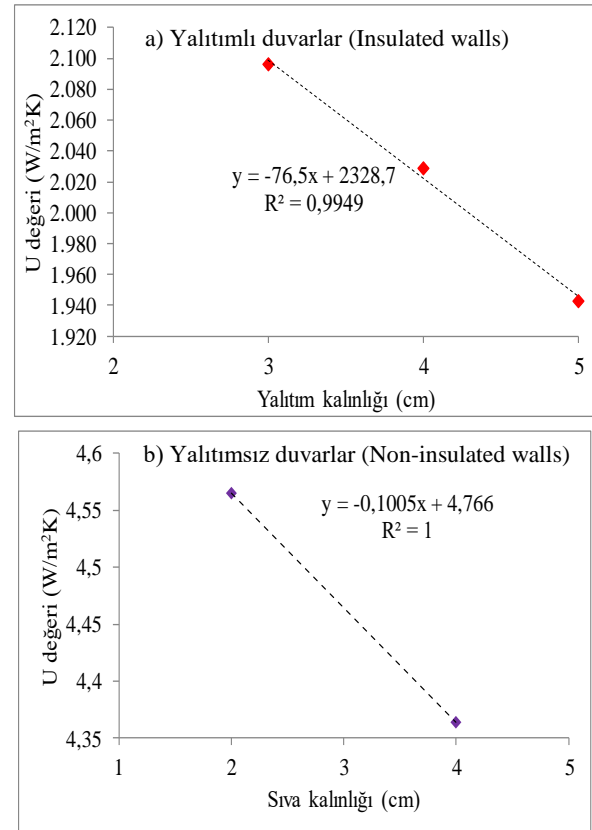 a) Yalıtımlı duvarlar (Insulated walls)
U değeri (W/m²K)
2.120
2.100
2.080
2.060
2.040
2.020
2.000
1.980
1.960
1.940
1.920
y = -76,5x + 2328,7
R² = 0,9949
2 3 4 5
Yalıtım kalınlığı (cm)
b) Yalıtımsız duvarlar (Non-insulated walls)
U değeri (W/m²K)
4,6
4,55
4,5
4,45
4,4
4,35
y = -0,1005x + 4,766
R² = 1
1 2 3 4 5
Sıva kalınlığı (cm)